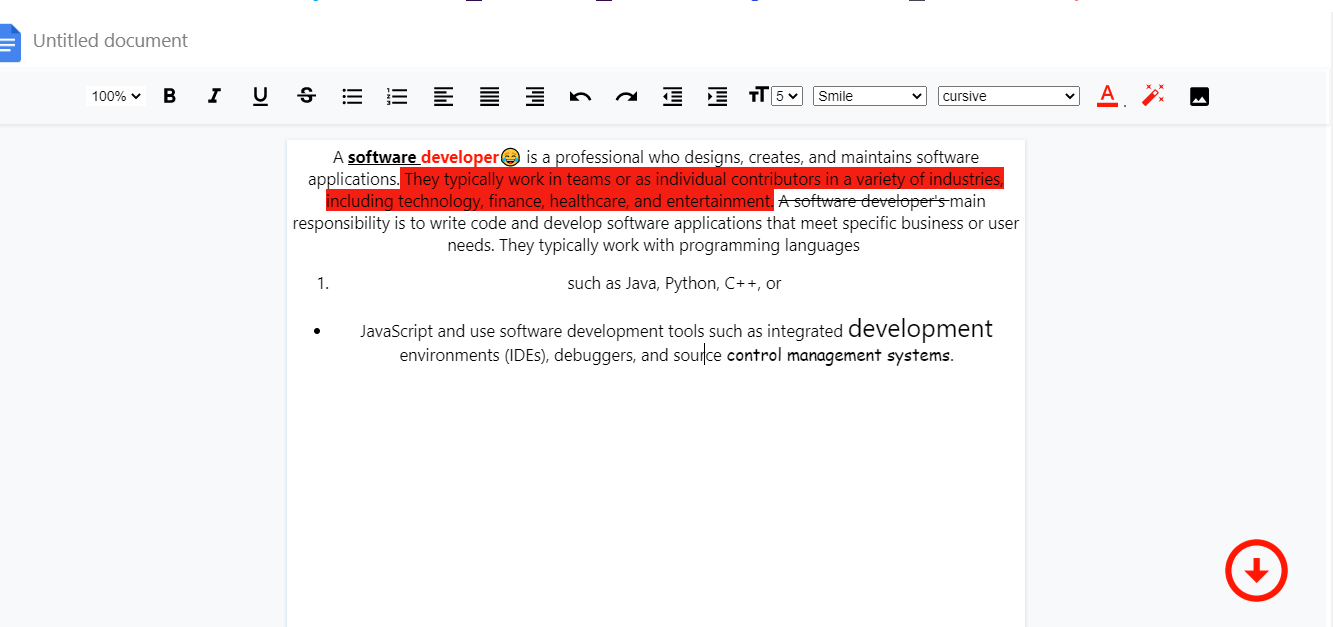 Untitled document
100% B I U S TT 5 Smile cursive A
A software developer😂 is a professional who designs, creates, and maintains software
applications. They typically work in teams or as individual contributors in a variety of industries,
including technology, finance, healthcare, and entertainment. A software developer's main
responsibility is to write code and develop software applications that meet specific business or user
needs. They typically work with programming languages
1. such as Java, Python, C++, or
• JavaScript and use software development tools such as integrated development
environments (IDEs), debuggers, and source control management systems.